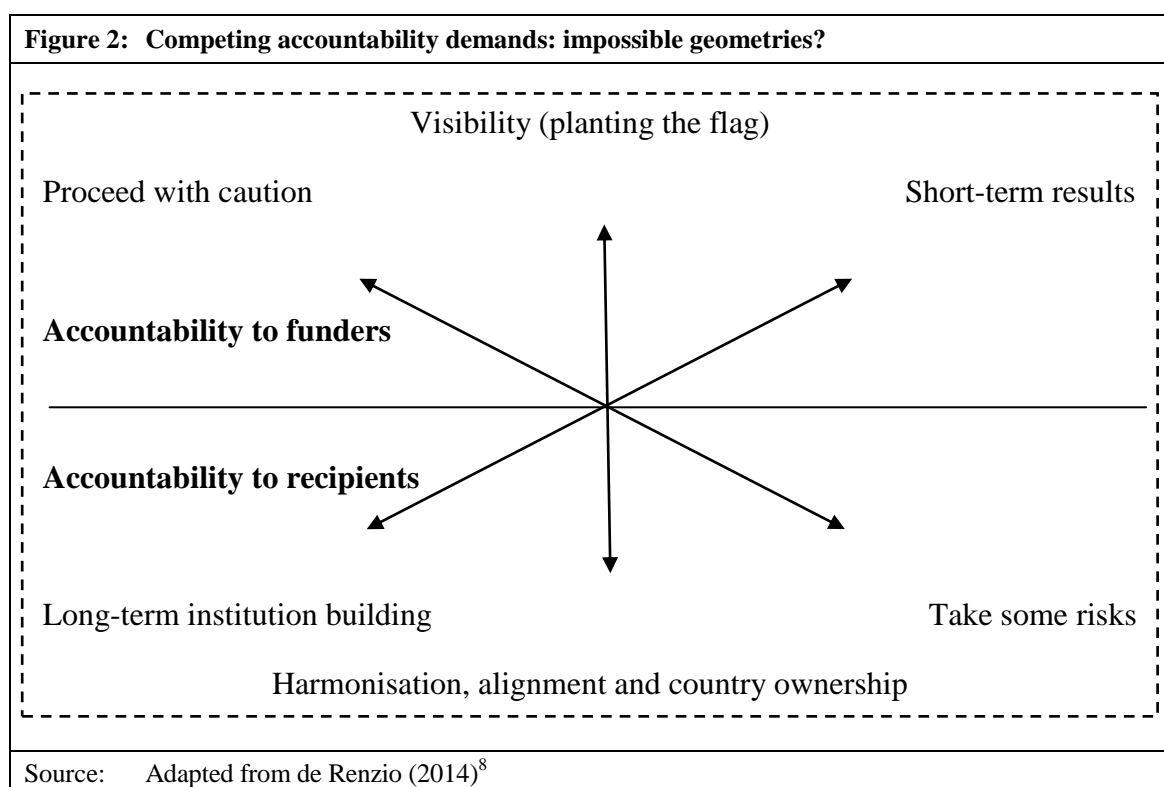 Figure 2: Competing accountability demands: impossible geometries?
Visibility (planting the flag)
Proceed with caution
Short-term results
Accountability to funders
Accountability to recipients
Long-term institution building
Take some risks
Harmonisation, alignment and country ownership
Source: Adapted from de Renzio (2014)⁸